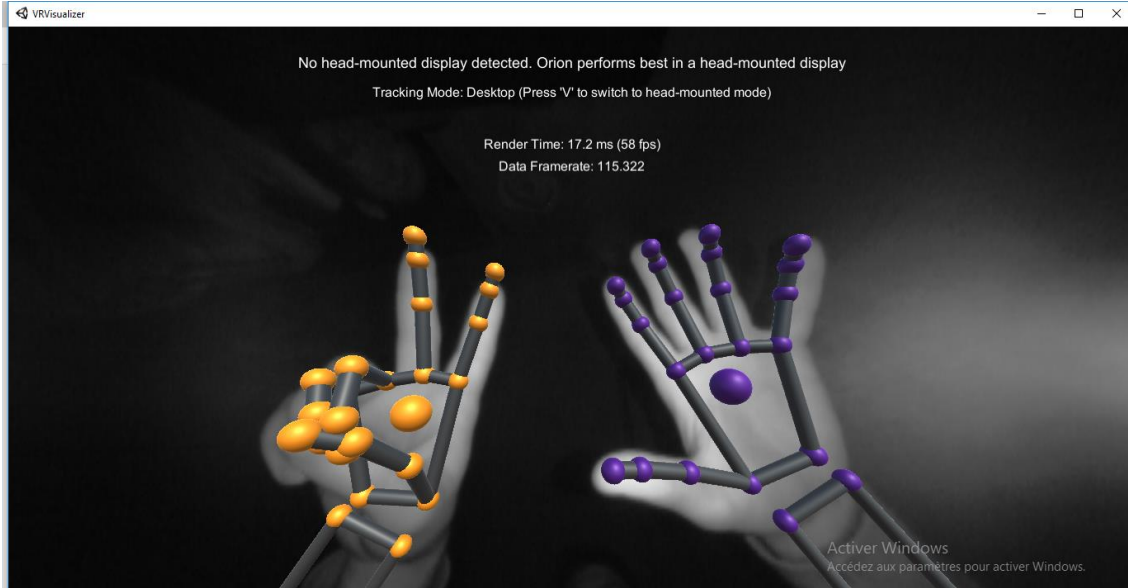 VRVisualizer
No head-mounted display detected. Orion performs best in a head-mounted display
Tracking Mode: Desktop (Press 'V' to switch to head-mounted mode)
Render Time: 17.2 ms (58 fps)
Data Framerate: 115.322
Activer Windows
Accédez aux paramètres pour activer Windows.